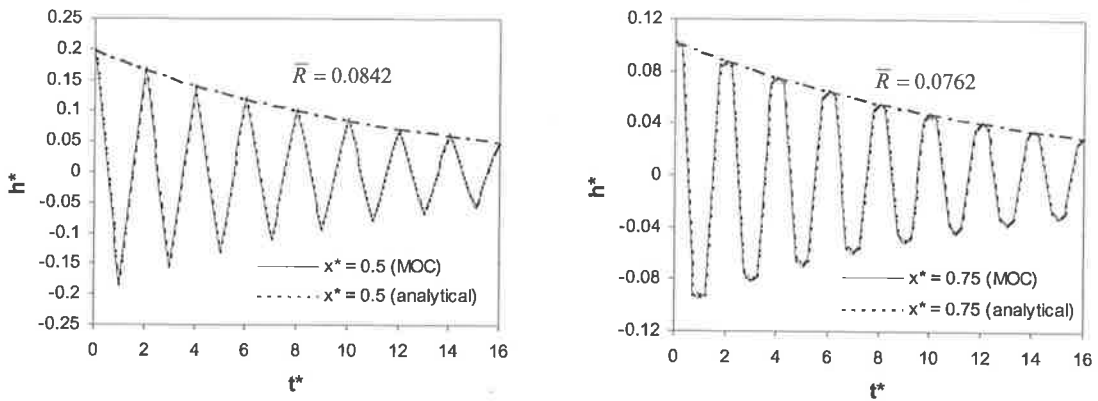 0.25
0.2
0.15
0.1
0.05
0
-0.05
-0.1
-0.15
-0.2
-0.25
h*
R̅ = 0.0842
x* = 0.5 (MOC)
x* = 0.5 (analytical)
0 2 4 6 8 10 12 14 16
t*
0.12
0.08
0.04
0
-0.04
-0.08
-0.12
h*
R̅ = 0.0762
x* = 0.75 (MOC)
x* = 0.75 (analytical)
0 2 4 6 8 10 12 14 16
t*